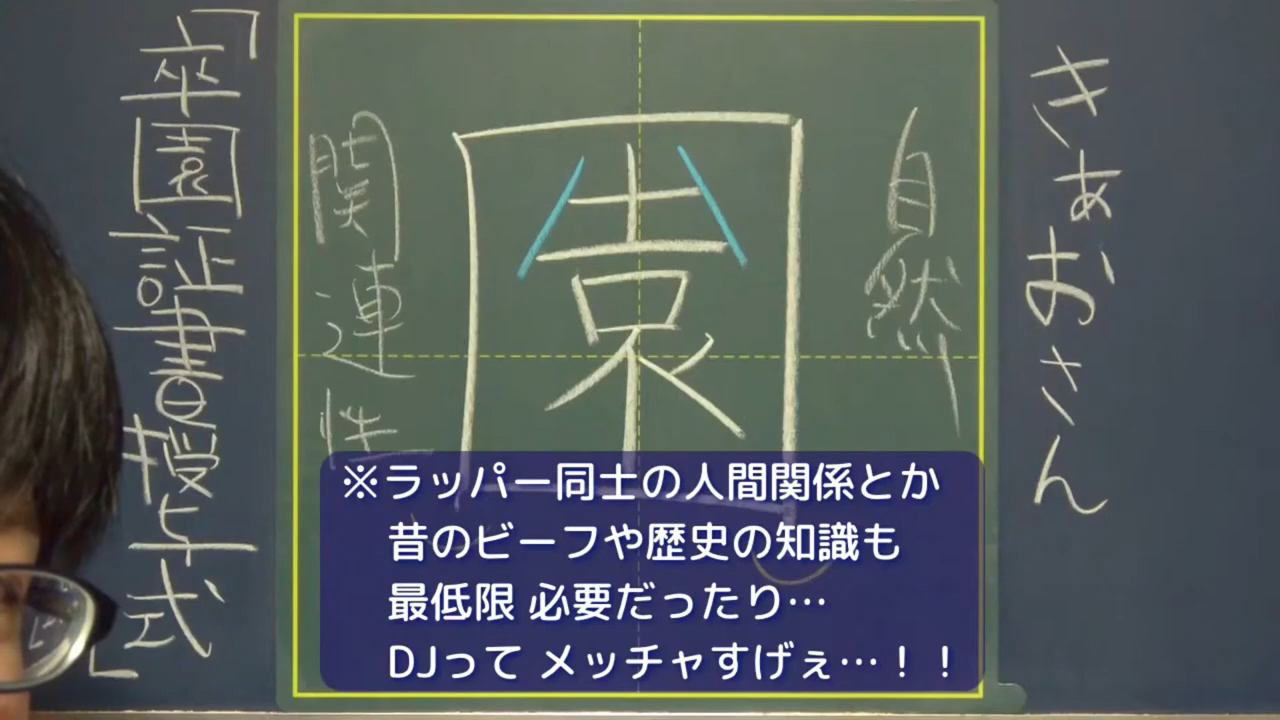 きぁおさん
自然
園
関連性
「卒園証書授与式」
※ラッパー同士の人間関係とか
昔のビーフや歴史の知識も
最低限 必要だったり…
DJって メッチャすげぇ…！！